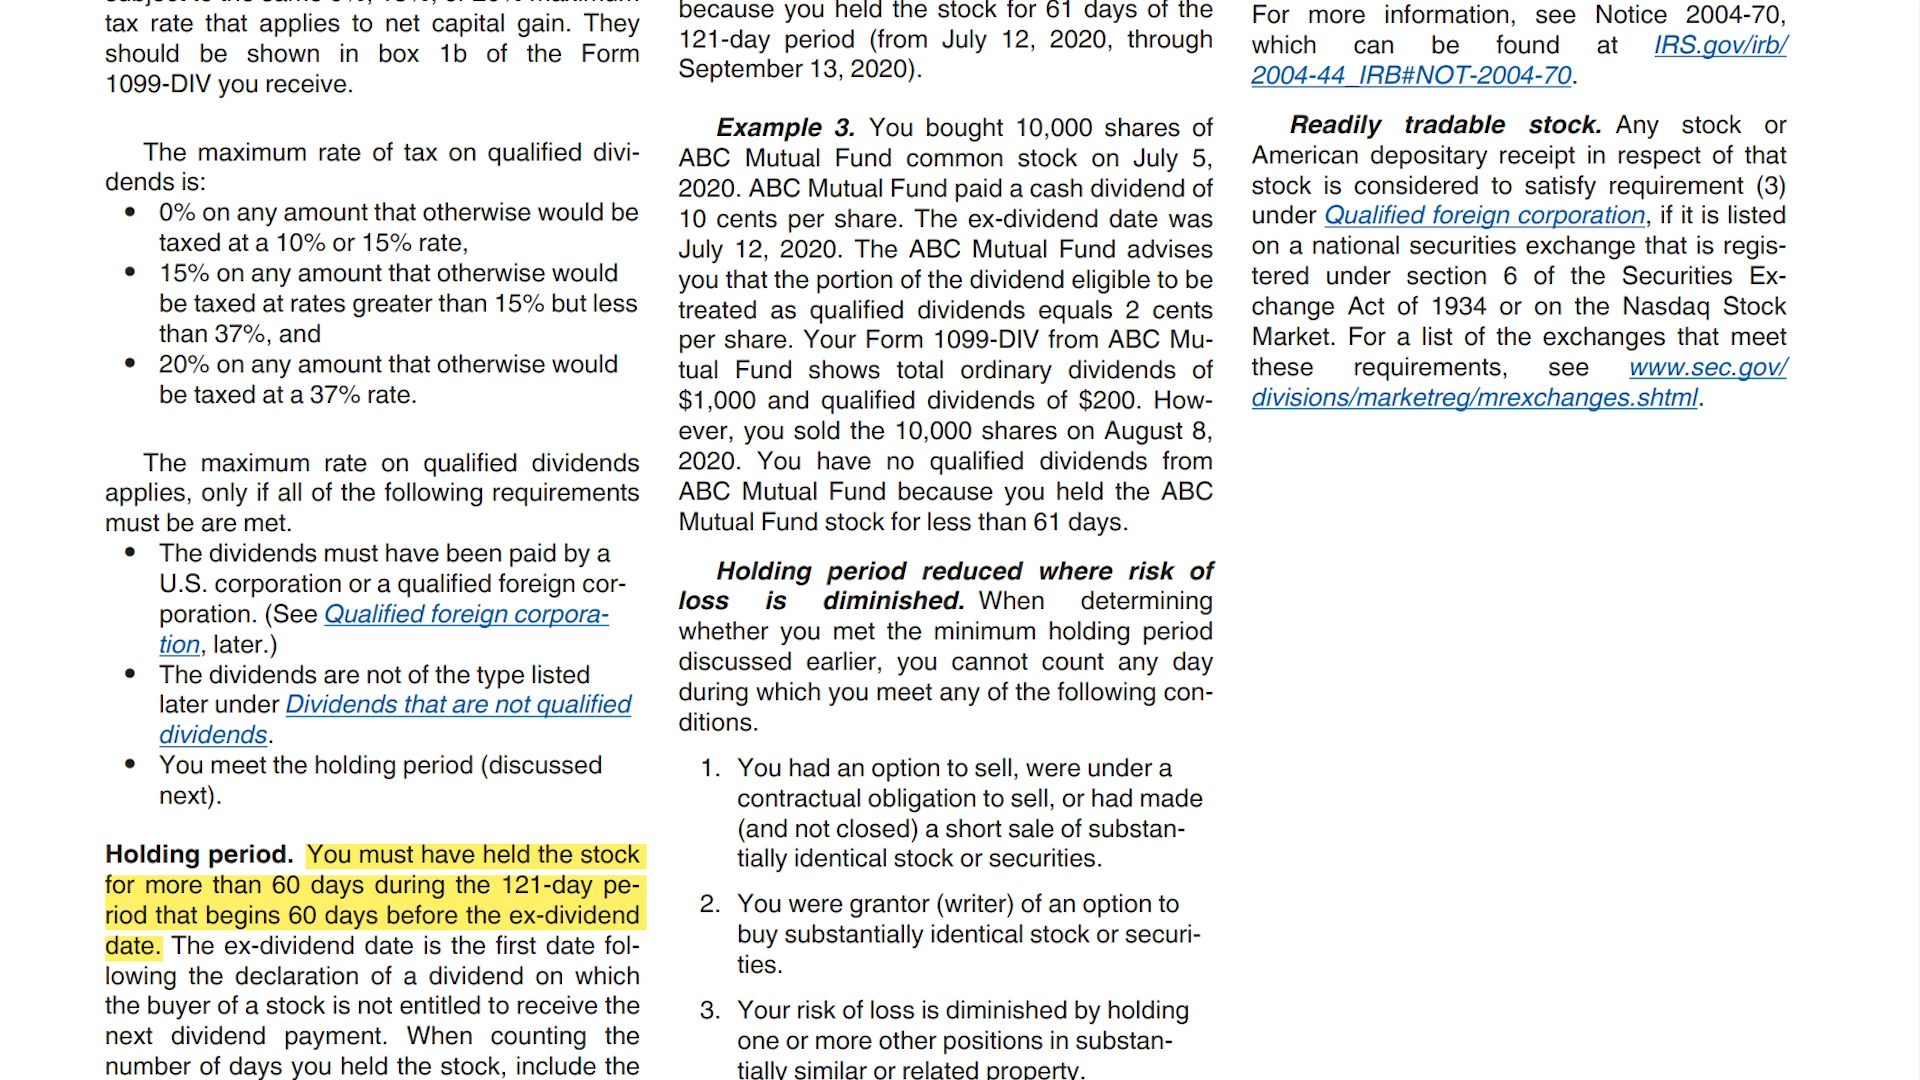 subject to the same 0%, 15%, or 20% maximum
tax rate that applies to net capital gain. They
should be shown in box 1b of the Form
1099-DIV you receive.
The maximum rate of tax on qualified divi-
dends is:
• 0% on any amount that otherwise would be
taxed at a 10% or 15% rate,
• 15% on any amount that otherwise would
be taxed at rates greater than 15% but less
than 37%, and
• 20% on any amount that otherwise would
be taxed at a 37% rate.
The maximum rate on qualified dividends
applies, only if all of the following requirements
must be are met.
• The dividends must have been paid by a
U.S. corporation or a qualified foreign cor-
poration. (See Qualified foreign corpora-
tion, later.)
• The dividends are not of the type listed
later under Dividends that are not qualified
dividends.
• You meet the holding period (discussed
next).
Holding period. You must have held the stock
for more than 60 days during the 121-day pe-
riod that begins 60 days before the ex-dividend
date. The ex-dividend date is the first date fol-
lowing the declaration of a dividend on which
the buyer of a stock is not entitled to receive the
next dividend payment. When counting the
number of days you held the stock, include the
because you held the stock for 61 days of the
121-day period (from July 12, 2020, through
September 13, 2020).
Example 3. You bought 10,000 shares of
ABC Mutual Fund common stock on July 5,
2020. ABC Mutual Fund paid a cash dividend of
10 cents per share. The ex-dividend date was
July 12, 2020. The ABC Mutual Fund advises
you that the portion of the dividend eligible to be
treated as qualified dividends equals 2 cents
per share. Your Form 1099-DIV from ABC Mu-
tual Fund shows total ordinary dividends of
$1,000 and qualified dividends of $200. How-
ever, you sold the 10,000 shares on August 8,
2020. You have no qualified dividends from
ABC Mutual Fund because you held the ABC
Mutual Fund stock for less than 61 days.
Holding period reduced where risk of
loss is diminished. When determining
whether you met the minimum holding period
discussed earlier, you cannot count any day
during which you meet any of the following con-
ditions.
1. You had an option to sell, were under a
contractual obligation to sell, or had made
(and not closed) a short sale of substan-
tially identical stock or securities.
2. You were grantor (writer) of an option to
buy substantially identical stock or securi-
ties.
3. Your risk of loss is diminished by holding
one or more other positions in substan-
tially similar or related property.
For more information, see Notice 2004-70,
which can be found at IRS.gov/irb/
2004-44_IRB#NOT-2004-70.
Readily tradable stock. Any stock or
American depositary receipt in respect of that
stock is considered to satisfy requirement (3)
under Qualified foreign corporation, if it is listed
on a national securities exchange that is regis-
tered under section 6 of the Securities Ex-
change Act of 1934 or on the Nasdaq Stock
Market. For a list of the exchanges that meet
these requirements, see www.sec.gov/
divisions/marketreg/mrexchanges.shtml.